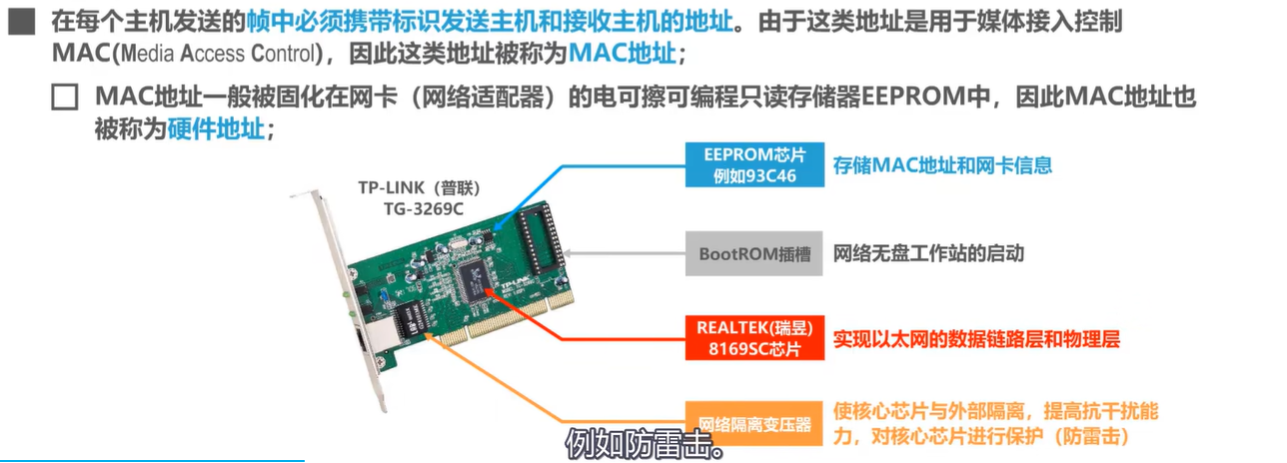 在每个主机发送的帧中必须携带标识发送主机和接收主机的地址。由于这类地址是用于媒体接入控制
MAC(Media Access Control)，因此这类地址被称为MAC地址；
MAC地址一般被固化在网卡（网络适配器）的电可擦可编程只读存储器EEPROM中，因此MAC地址也
被称为硬件地址；
TP-LINK（普联）
TG-3269C
EEPROM芯片
例如93C46
存储MAC地址和网卡信息
BootROM插槽
网络无盘工作站的启动
TP-LINK
REALTEK(瑞昱)
8169SC芯片
实现以太网的数据链路层和物理层
网络隔离变压器
使核心芯片与外部隔离，提高抗干扰能
力，对核心芯片进行保护（防雷击）
例如防雷击。